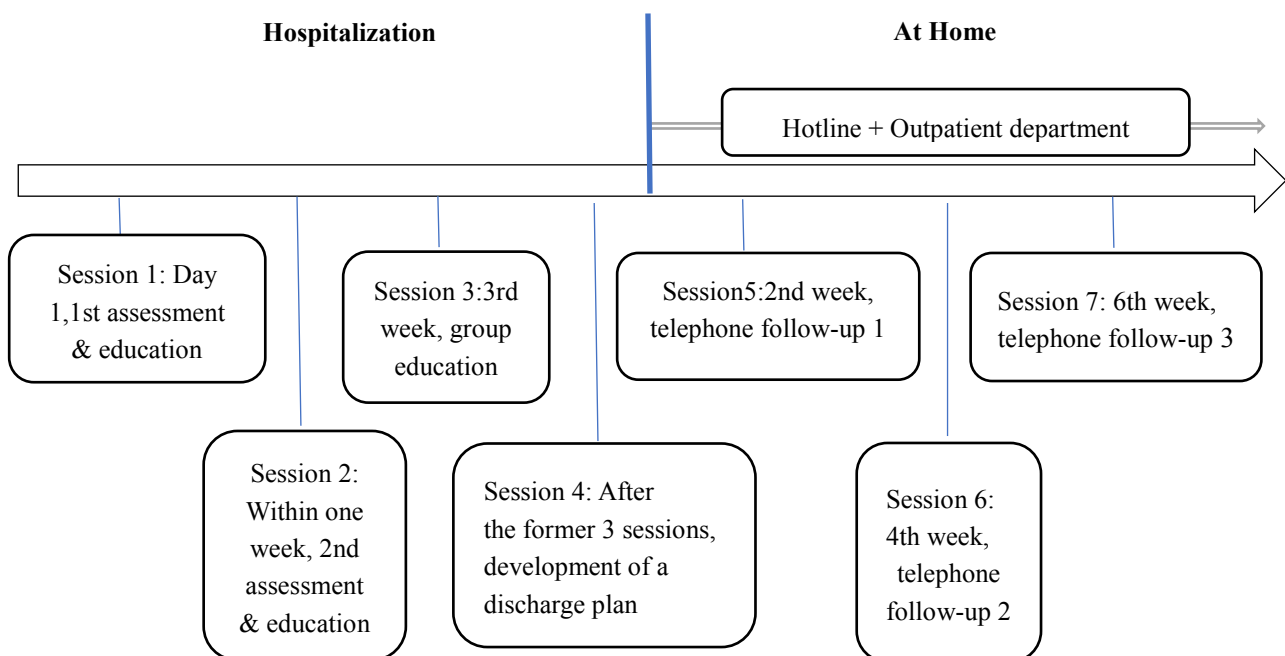 Hospitalization
At Home
Hotline + Outpatient department
Session 1: Day
1,1st assessment
& education
Session 2:
Within one
week, 2nd
assessment
& education
Session 3:3rd
week, group
education
Session 4: After
the former 3 sessions,
development of a
discharge plan
Session5:2nd week,
telephone follow-up 1
Session 6:
4th week,
telephone
follow-up 2
Session 7: 6th week,
telephone follow-up 3